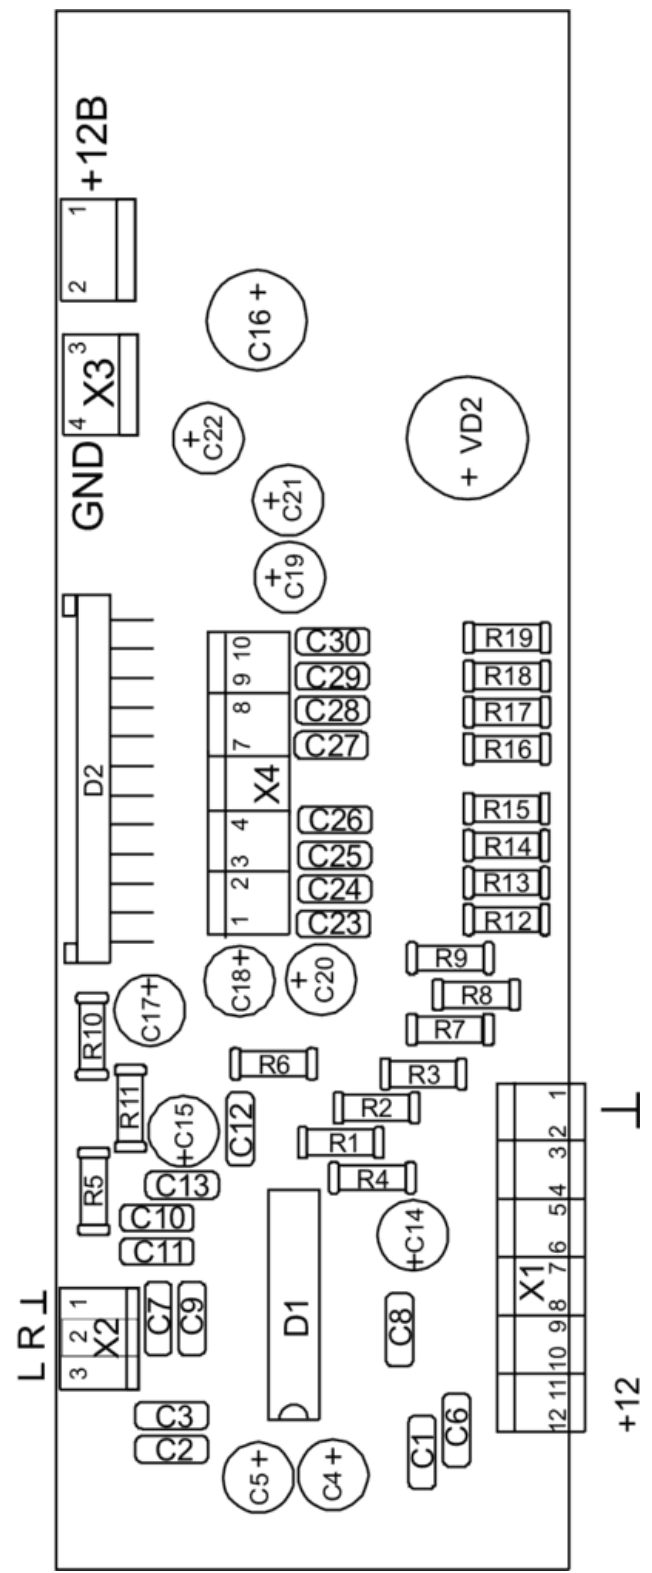 +12В
1
2
3
X3
4
GND
C16 +
+ C22
+ VD2
+ C21
+ C19
C30
C29
C28
C27
C26
C25
C24
C23
10
9
8
7
X4
4
3
2
1
D2
R19
R18
R17
R16
R15
R14
R13
R12
R9
R8
R7
C17+
C18+
+ C20
R10
R11
R6
R3
R2
R1
R4
+C15
C12
R5
C13
C10
C11
+C14
1
2
3
4
5
6
X1
7
8
9
10
11
12
⊥
+12
L R ⊥
1
2
3
X2
C7
C9
D1
C8
C3
C2
C5+
C4+
C1
C6